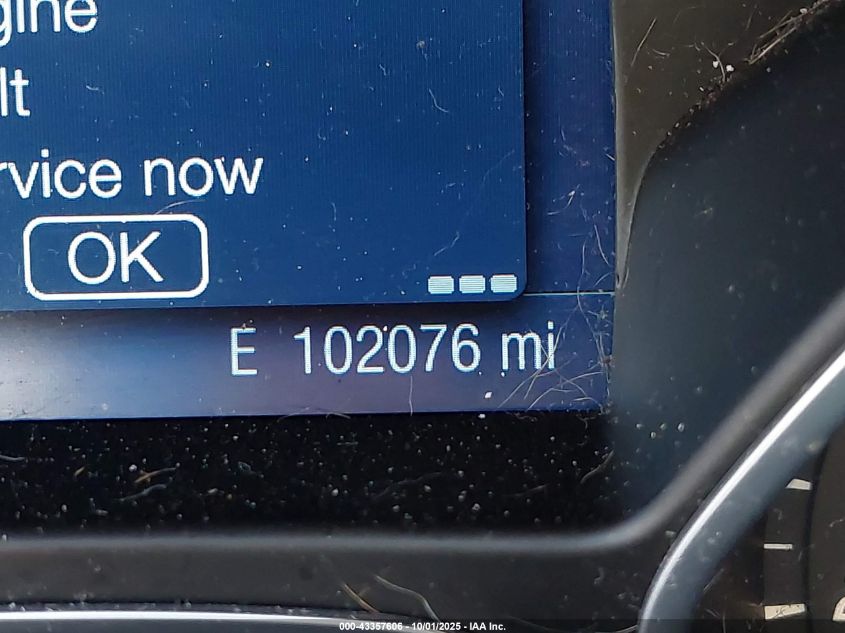 gine
lt
rvice now
OK
E 102076 mi
000-43357606 - 10/01/2025 - IAA Inc.